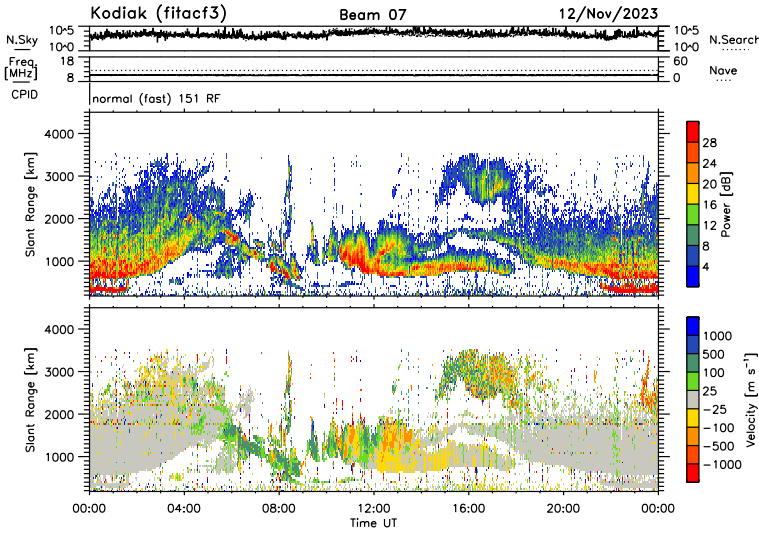 Kodiak (fitacf3) Beam 07 12/Nov/2023
N.Sky 10^5 10^0 10^5 10^0 N.Search
Freq. [MHz] 18 8 60 0 Nave
CPID normal (fast) 151 RF
Slant Range [km] 4000 3000 2000 1000
Power [dB] 28 24 20 16 12 8 4
Slant Range [km] 4000 3000 2000 1000
Velocity [m s⁻¹] 1000 500 100 25 −25 −100 −500 −1000
00:00 04:00 08:00 12:00 16:00 20:00 00:00
Time UT